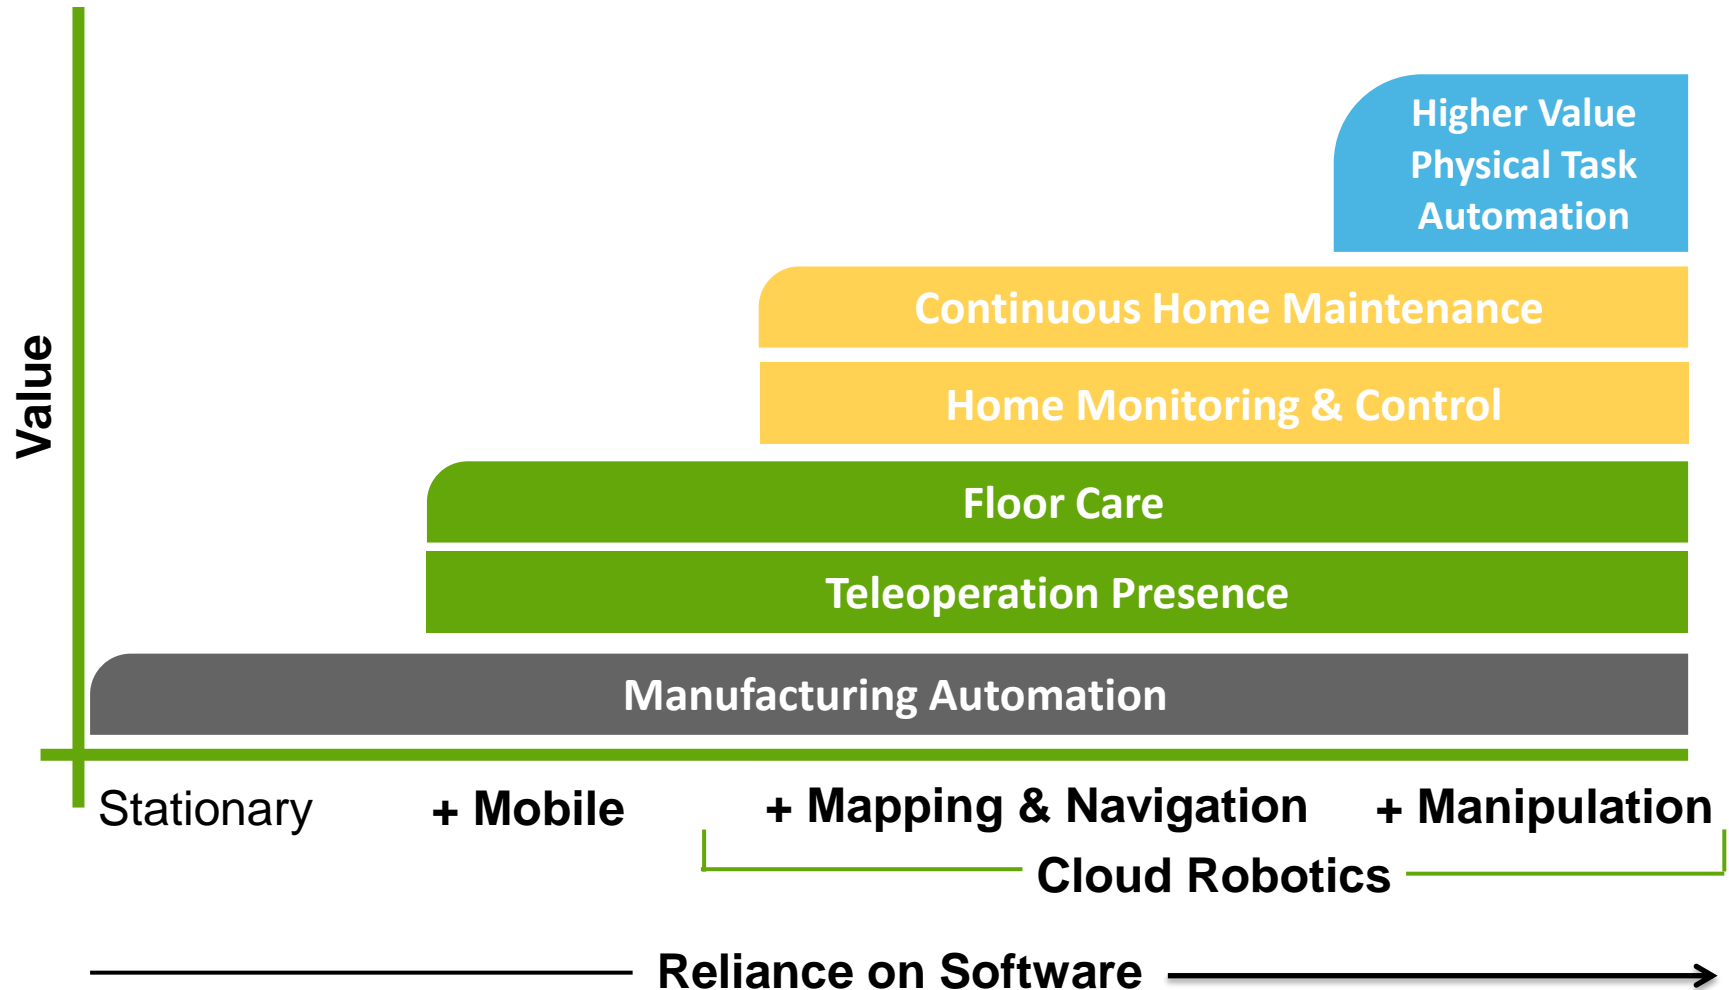 Higher Value
Physical Task
Automation
Continuous Home Maintenance
Home Monitoring & Control
Floor Care
Teleoperation Presence
Manufacturing Automation
Value
Stationary
+ Mobile
+ Mapping & Navigation
+ Manipulation
Cloud Robotics
Reliance on Software